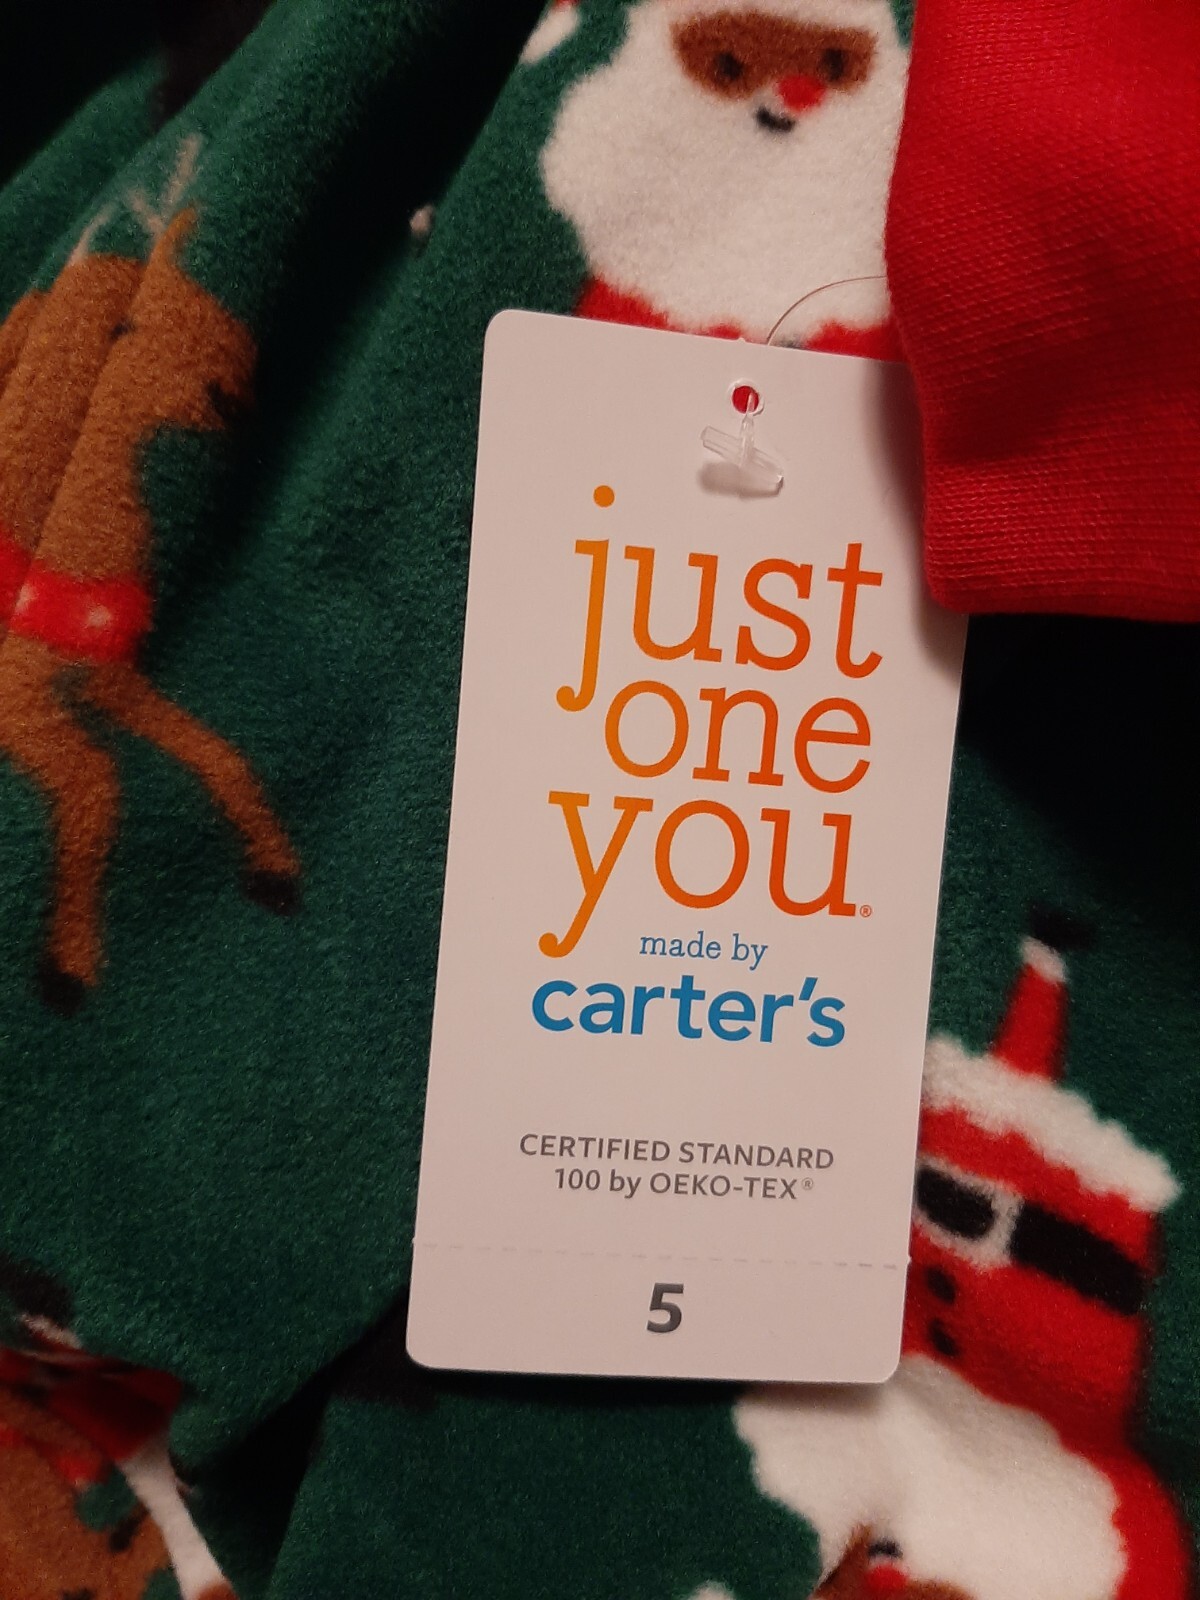 just
one
you®
made by
carter's
CERTIFIED STANDARD
100 by OEKO-TEX®
5